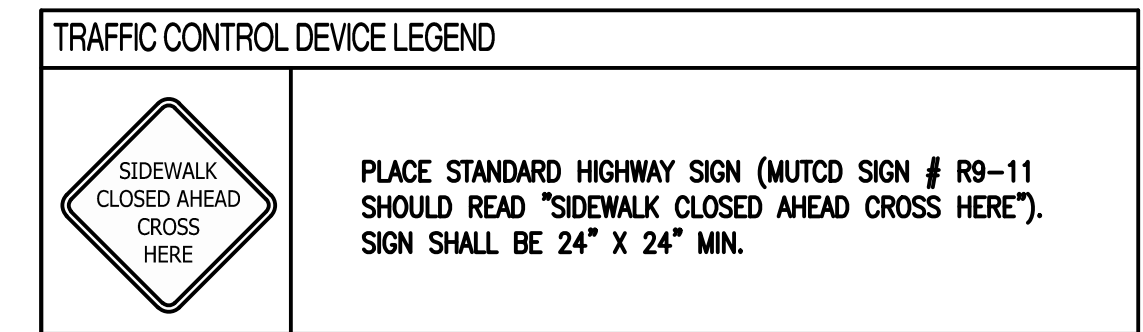 TRAFFIC CONTROL DEVICE LEGEND
SIDEWALK
CLOSED AHEAD
CROSS
HERE
PLACE STANDARD HIGHWAY SIGN (MUTCD SIGN # R9-11
SHOULD READ "SIDEWALK CLOSED AHEAD CROSS HERE").
SIGN SHALL BE 24" X 24" MIN.